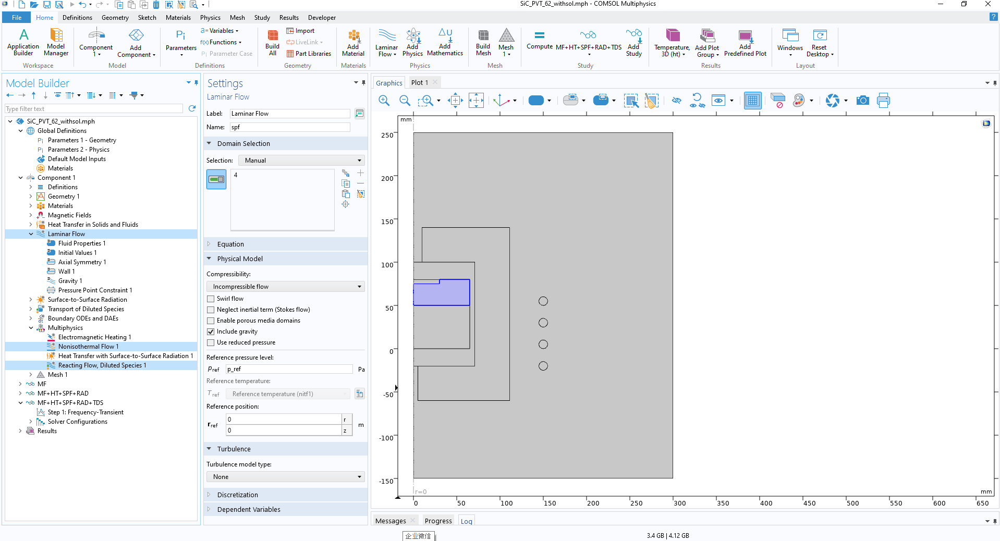 SiC_PVT_62_withsol.mph - COMSOL Multiphysics
File Home Definitions Geometry Sketch Materials Physics Mesh Study Results Developer
Application Builder
Model Manager
Workspace
Component 1
Add Component
Model
Parameters
a= Variables
f(x) Functions
Pi Parameter Case
Definitions
Build All
Import
LiveLink
Part Libraries
Geometry
Add Material
Materials
Laminar Flow
Add Physics
Add Mathematics
Physics
Build Mesh
Mesh 1
Mesh
Compute
MF+HT+SPF+RAD+TDS
Add Study
Study
Temperature, 3D (ht)
Add Plot Group
Add Predefined Plot
Results
Windows
Reset Desktop
Layout
Model Builder
Type filter text
SiC_PVT_62_withsol.mph
Global Definitions
Pi Parameters 1 - Geometry
Pi Parameters 2 - Physics
Default Model Inputs
Materials
Component 1
Definitions
Geometry 1
Materials
Magnetic Fields
Heat Transfer in Solids and Fluids
Laminar Flow
Fluid Properties 1
Initial Values 1
Axial Symmetry 1
Wall 1
Gravity 1
Pressure Point Constraint 1
Surface-to-Surface Radiation
Transport of Diluted Species
Boundary ODEs and DAEs
Multiphysics
Electromagnetic Heating 1
Nonisothermal Flow 1
Heat Transfer with Surface-to-Surface Radiation 1
Reacting Flow, Diluted Species 1
Mesh 1
MF
MF+HT+SPF+RAD
MF+HT+SPF+RAD+TDS
Step 1: Frequency-Transient
Solver Configurations
Results
Settings
Laminar Flow
Label: Laminar Flow
Name: spf
Domain Selection
Selection: Manual
4
Equation
Physical Model
Compressibility:
Incompressible flow
Swirl flow
Neglect inertial term (Stokes flow)
Enable porous media domains
Include gravity
Use reduced pressure
Reference pressure level:
pref p_ref Pa
Reference temperature:
Tref Reference temperature (nitf1)
Reference position:
rref 0 r m
0 z
Turbulence
Turbulence model type:
None
Discretization
Dependent Variables
Graphics Plot 1
mm
250
200
150
100
50
0
-50
-100
-150
r=0
mm
0 50 100 150 200 250 300 350 400 450 500 550 600 650
Messages Progress Log
企业微信
3.4 GB | 4.12 GB